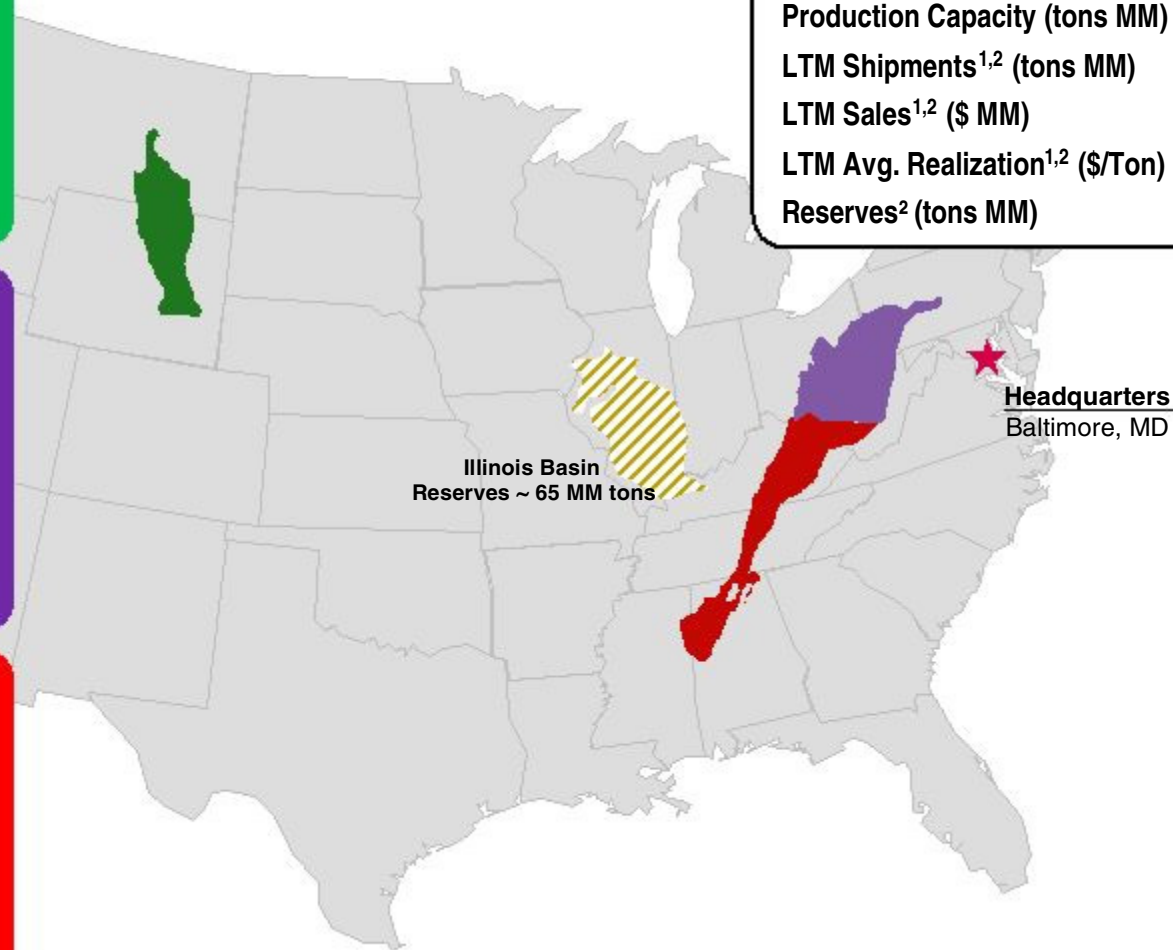 Production Capacity (tons MM)
LTM Shipments¹,² (tons MM)
LTM Sales¹,² ($ MM)
LTM Avg. Realization¹,² ($/Ton)
Reserves² (tons MM)
Headquarters
Baltimore, MD
Illinois Basin
Reserves ~ 65 MM tons